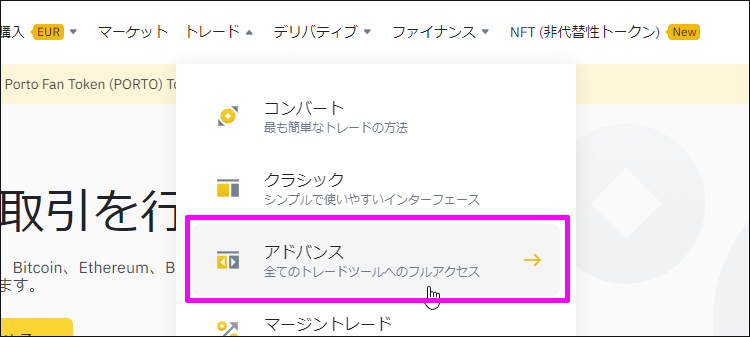 購入 EUR マーケット トレード デリバティブ ファイナンス NFT (非代替性トークン) New
Porto Fan Token (PORTO) To
コンバート
最も簡単なトレードの方法
クラシック
シンプルで使いやすいインターフェース
取引を行
アドバンス
全てのトレードツールへのフルアクセス
Bitcoin、Ethereum、B
ます。
マージントレード